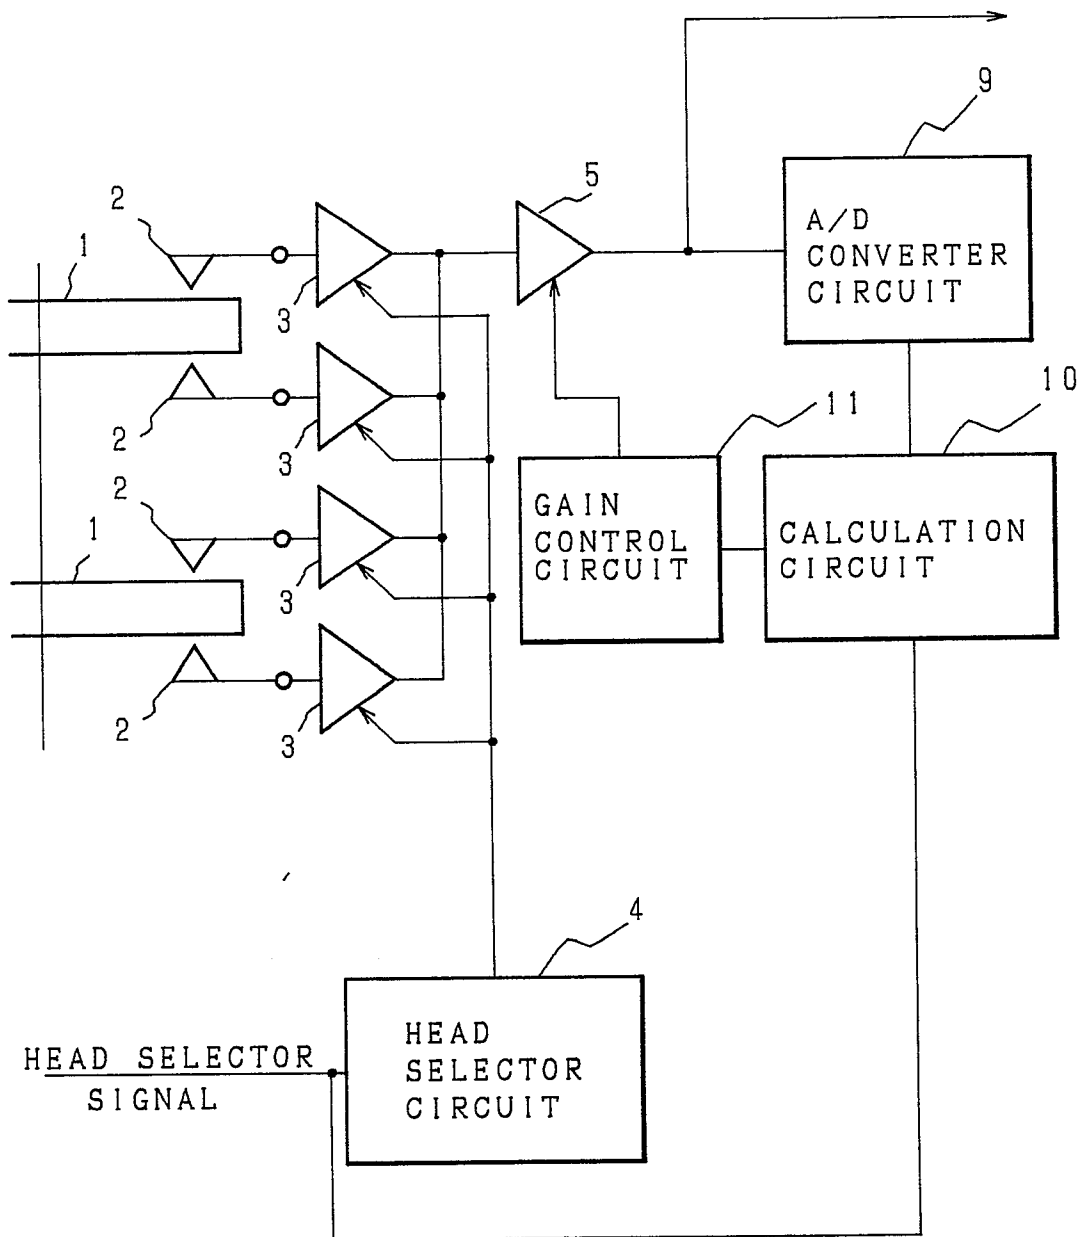 9
5
2
A/D
CONVERTER
CIRCUIT
1
3
10
11
2
3
GAIN
CONTROL
CIRCUIT
CALCULATION
CIRCUIT
2
1
3
2
3
4
HEAD
SELECTOR
CIRCUIT
HEAD SELECTOR
SIGNAL